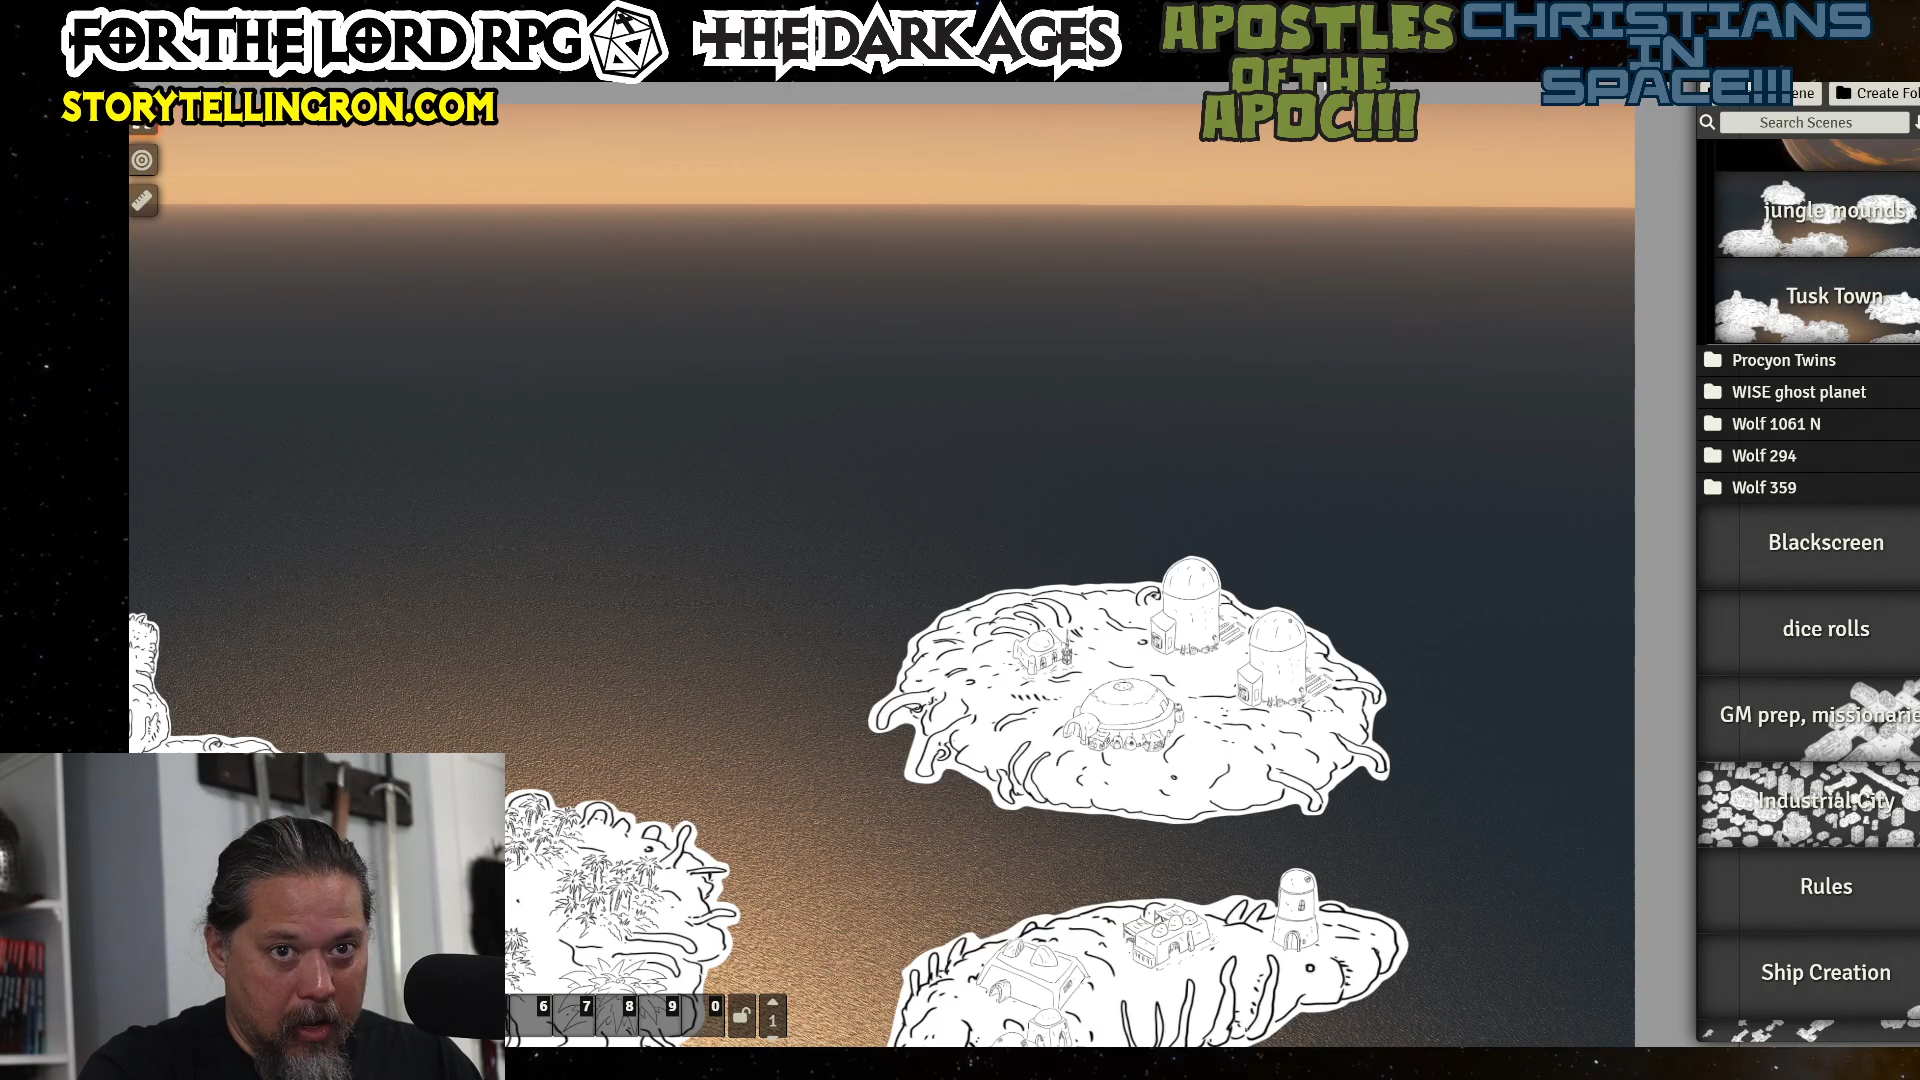 FOR THE LORD RPG
THE DARK AGES
APOSTLES
OF THE
APOC!!!
CHRISTIANS
IN
SPACE!!!
STORYTELLINGRON.COM
Create Fol
Search Scenes
jungle mounds
Tusk Town
Procyon Twins
WISE ghost planet
Wolf 1061 N
Wolf 294
Wolf 359
Blackscreen
dice rolls
GM prep, missionarie
Industrial City
Rules
Ship Creation
6 7 8 9 0
1